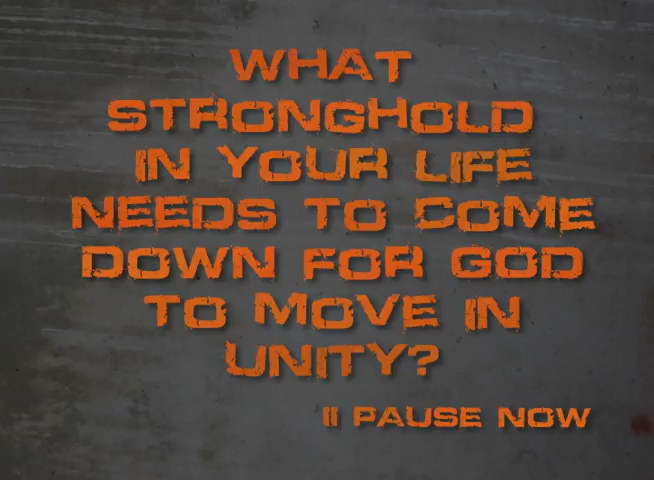 WHAT
STRONGHOLD
IN YOUR LIFE
NEEDS TO COME
DOWN FOR GOD
TO MOVE IN
UNITY?
II PAUSE NOW